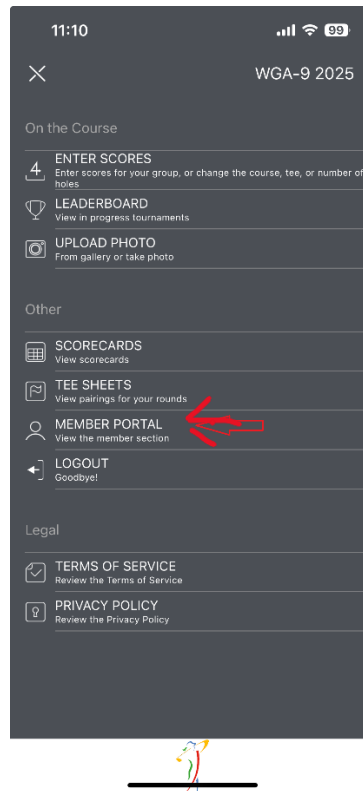 11:10
99
WGA-9 2025
On the Course
4
ENTER SCORES
Enter scores for your group, or change the course, tee, or number of
holes
LEADERBOARD
View in progress tournaments
UPLOAD PHOTO
From gallery or take photo
Other
SCORECARDS
View scorecards
TEE SHEETS
View pairings for your rounds
MEMBER PORTAL
View the member section
LOGOUT
Goodbye!
Legal
TERMS OF SERVICE
Review the Terms of Service
PRIVACY POLICY
Review the Privacy Policy